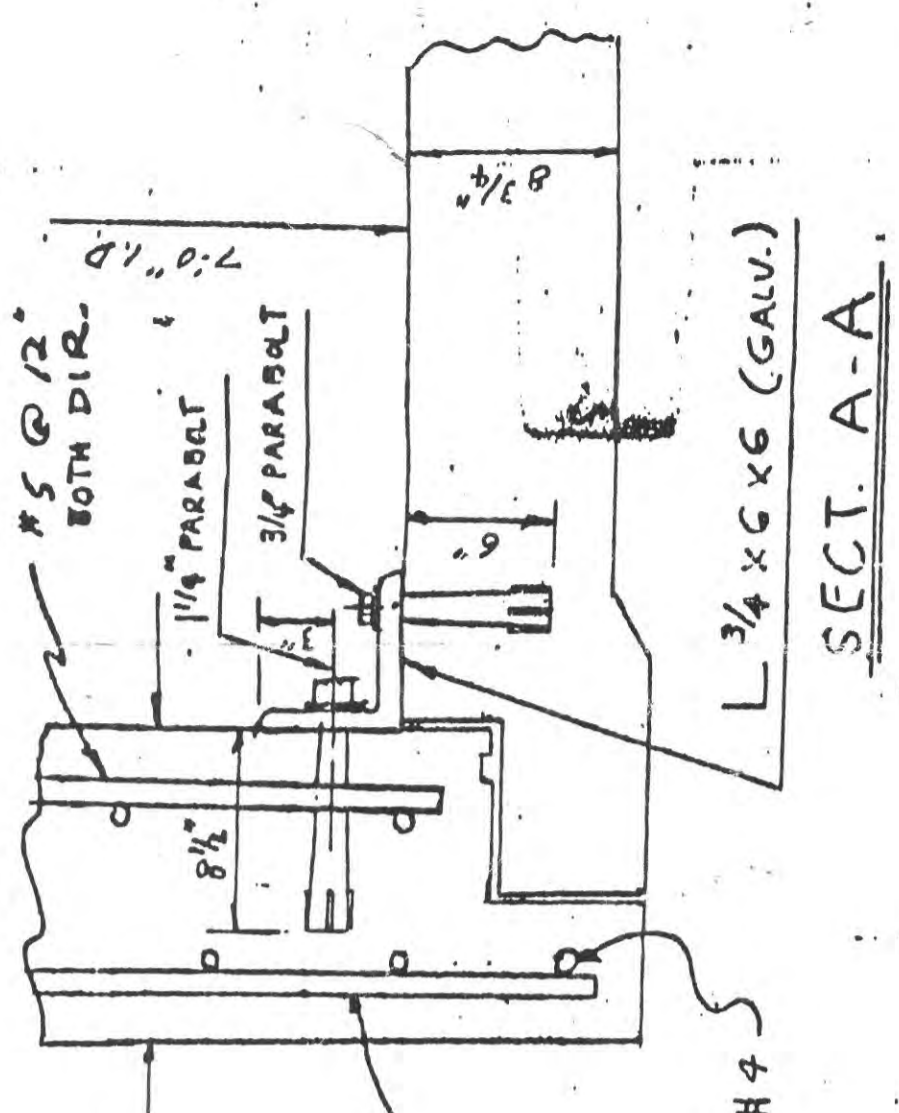 #5 @ 12"
BOTH DIR.
1 1/4" PARABOLT
3/4" PARABOLT
7'-0" I.D
8 3/4"
3"
6"
8 1/2"
L 3/4 X 6 X 6 (GALV.)
SECT. A-A
#4